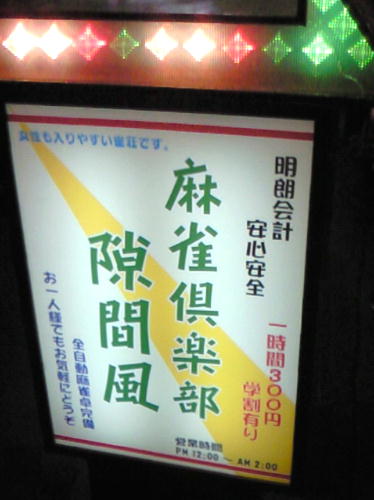 女性も入りやすい雀荘です。
明朗会計
安心安全
麻雀倶楽部
隙間風
一時間300円
学割有り
全自動麻雀卓完備
お一人様でもお気軽にどうぞ
営業時間
PM 12:00 ～ AM 2:00